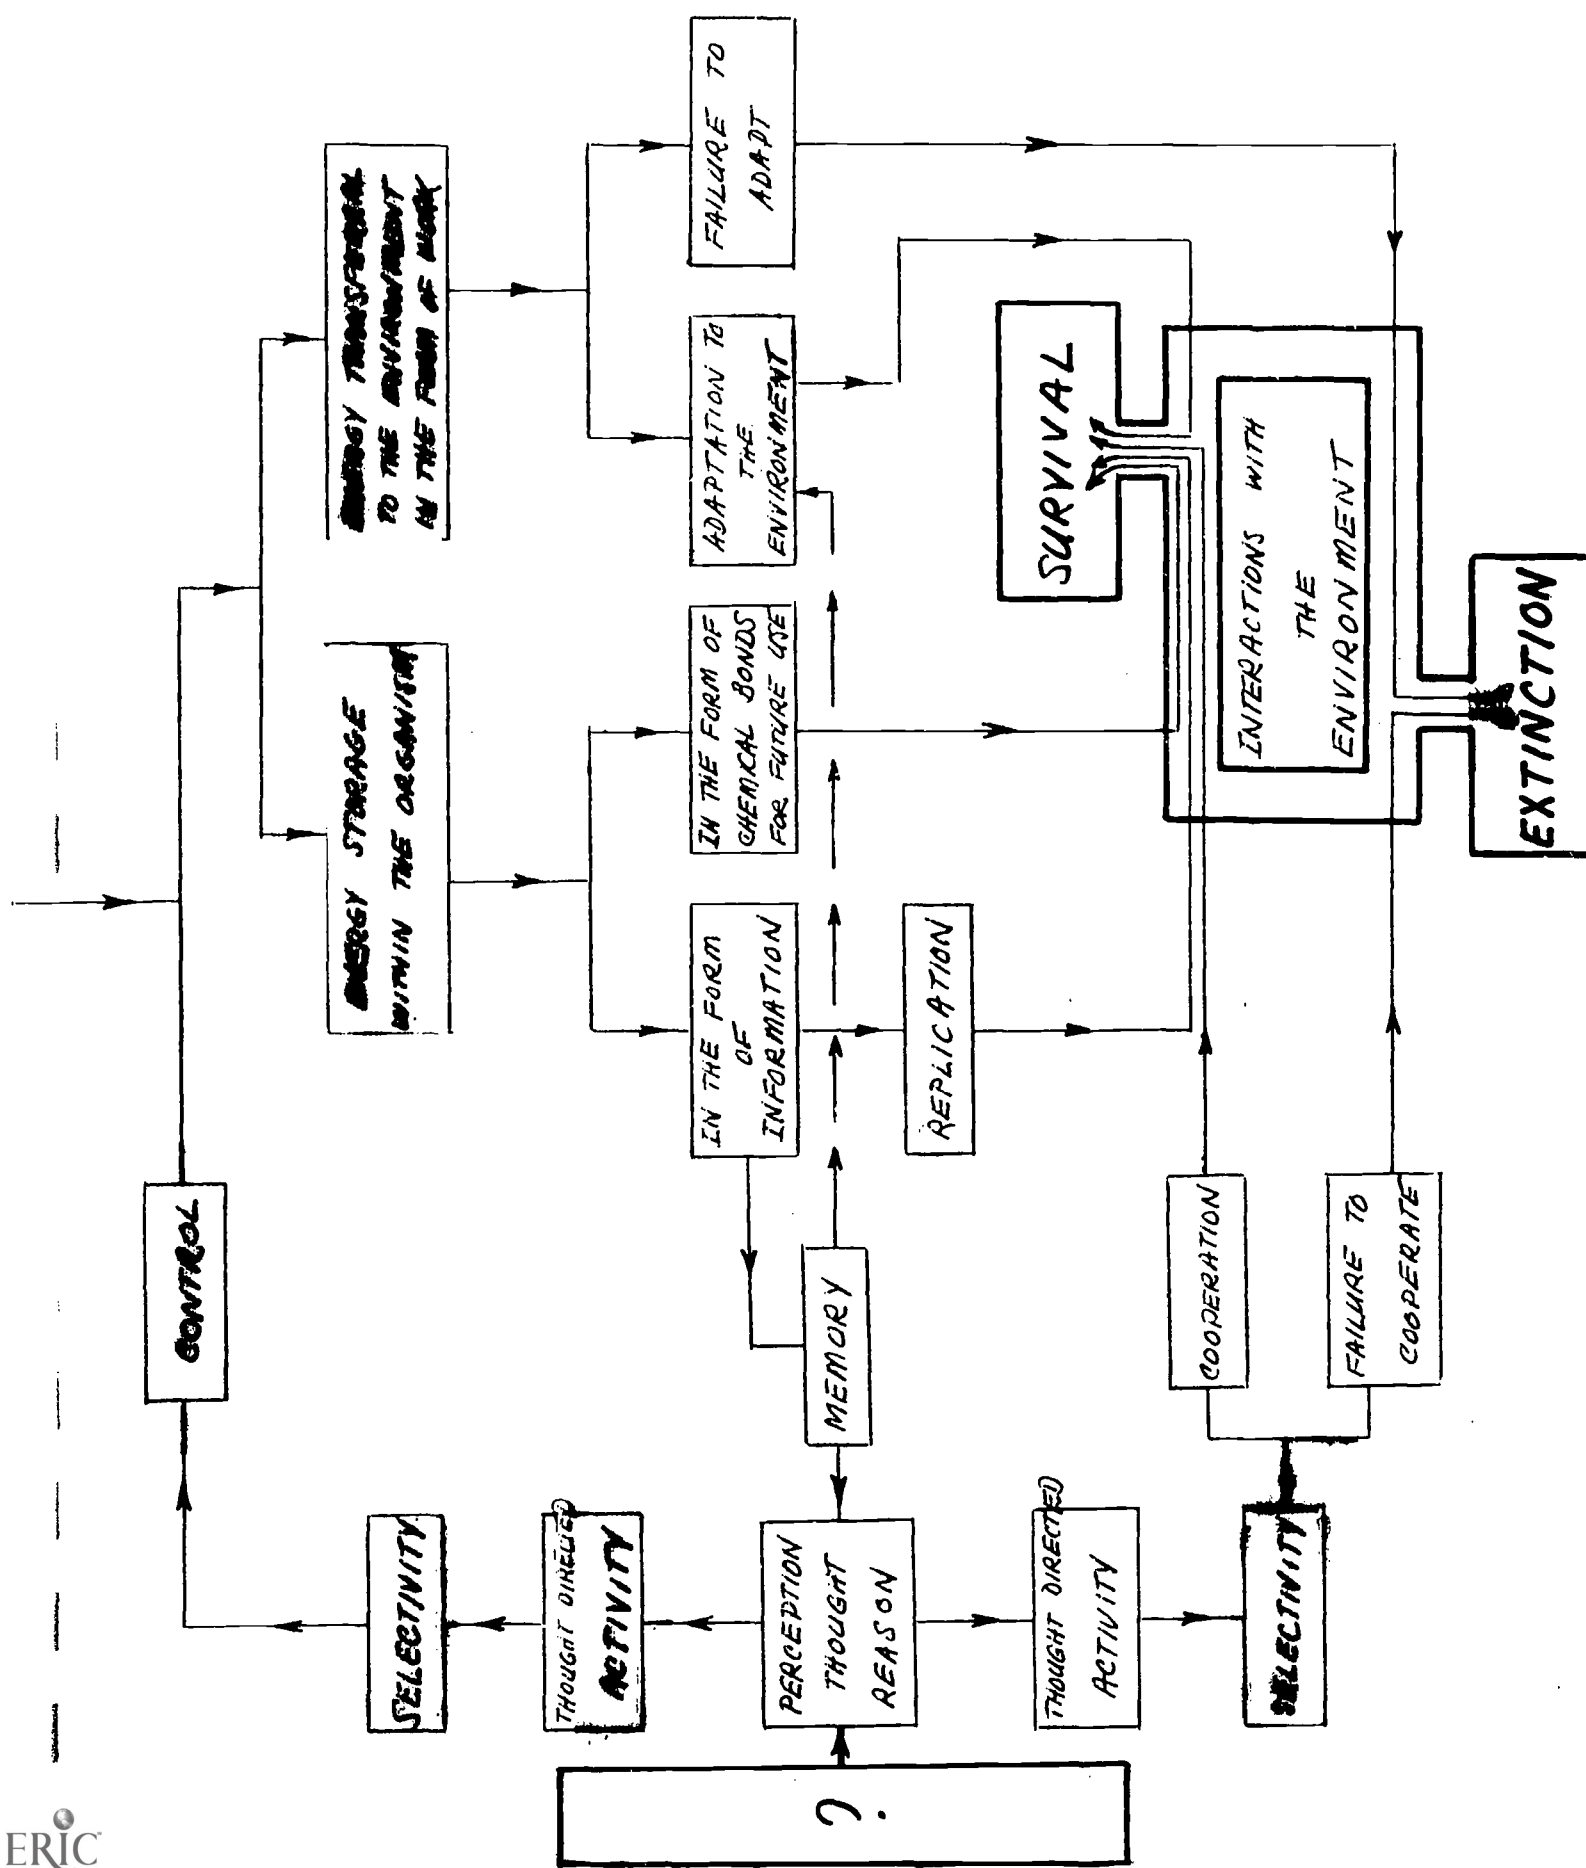 FAILURE TO
ADAPT
ENERGY TRANSFERRAL
TO THE ENVIRONMENT
IN THE FORM OF WORK
ADAPTATION TO
THE
ENVIRONMENT
SURVIVAL
INTERACTIONS WITH
THE
ENVIRONMENT
EXTINCTION
ENERGY STORAGE
WITHIN THE ORGANISM
IN THE FORM OF
CHEMICAL BONDS
FOR FUTURE USE
IN THE FORM
OF
INFORMATION
REPLICATION
CONTROL
MEMORY
COOPERATION
FAILURE TO
COOPERATE
SELECTIVITY
THOUGHT DIRECTED
ACTIVITY
PERCEPTION
THOUGHT
REASON
THOUGHT DIRECTED
ACTIVITY
SELECTIVITY
?
ERIC